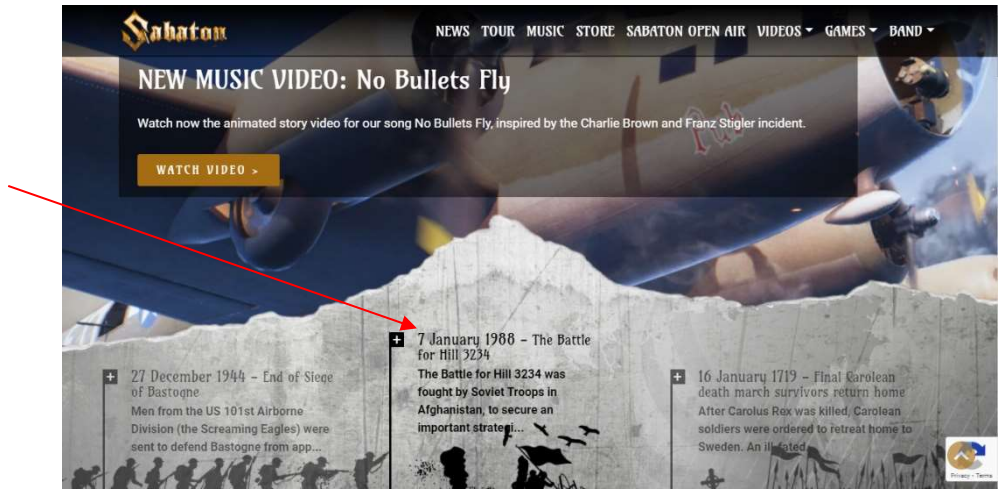 Sabaton
NEWS TOUR MUSIC STORE SABATON OPEN AIR VIDEOS GAMES BAND
NEW MUSIC VIDEO: No Bullets Fly
Watch now the animated story video for our song No Bullets Fly, inspired by the Charlie Brown and Franz Stigler incident.
WATCH VIDEO >
Pub
27 December 1944 – End of Siege
of Bastogne
Men from the US 101st Airborne
Division (the Screaming Eagles) were
sent to defend Bastogne from app...
7 January 1988 – The Battle
for Hill 3234
The Battle for Hill 3234 was
fought by Soviet Troops in
Afghanistan, to secure an
important strategi...
16 January 1719 – Final Carolean
death march survivors return home
After Carolus Rex was killed, Carolean
soldiers were ordered to retreat home to
Sweden. An ill-fated...
Privacy - Terms